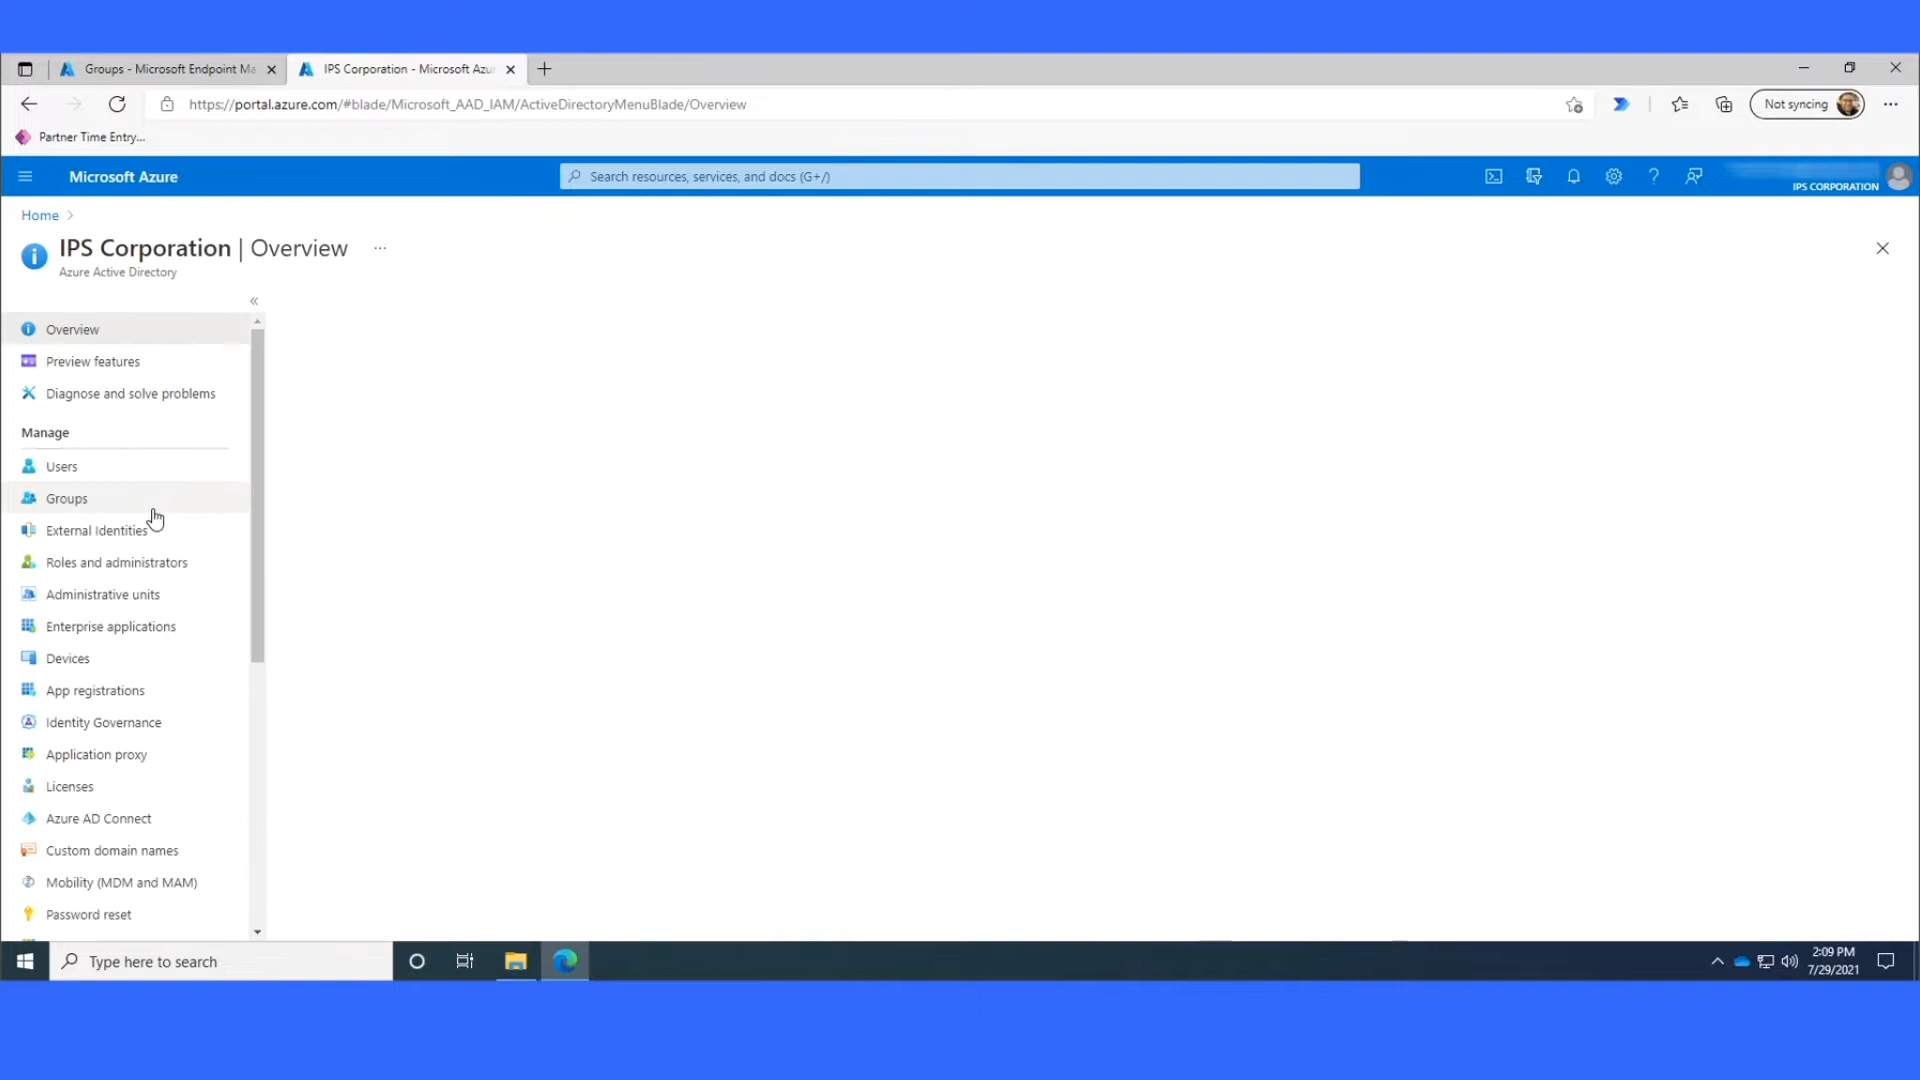 Groups - Microsoft Endpoint Ma
IPS Corporation - Microsoft Azur
https://portal.azure.com/#blade/Microsoft_AAD_IAM/ActiveDirectoryMenuBlade/Overview
Not syncing
Partner Time Entry...
Microsoft Azure
Search resources, services, and docs (G+/)
IPS CORPORATION
Home
IPS Corporation | Overview
Azure Active Directory
Overview
Preview features
Diagnose and solve problems
Manage
Users
Groups
External Identities
Roles and administrators
Administrative units
Enterprise applications
Devices
App registrations
Identity Governance
Application proxy
Licenses
Azure AD Connect
Custom domain names
Mobility (MDM and MAM)
Password reset
Type here to search
2:09 PM
7/29/2021